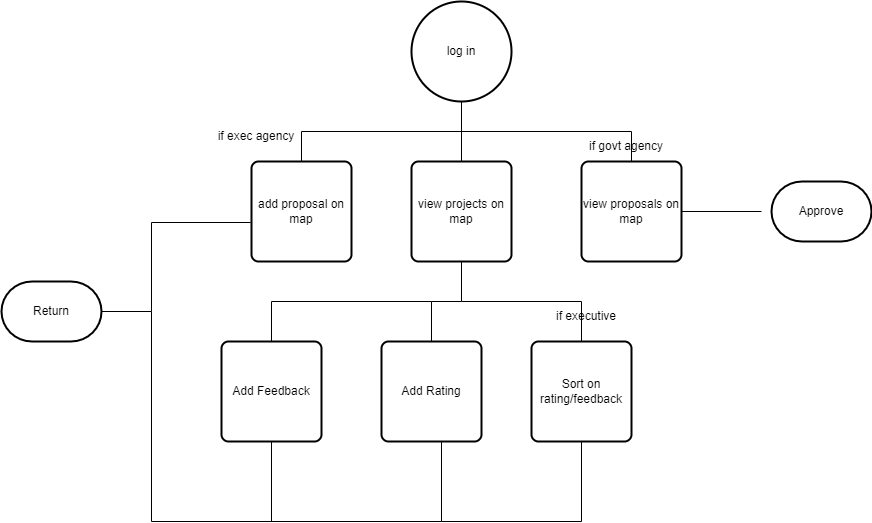 log in
if exec agency
if govt agency
add proposal on
map
view projects on
map
view proposals on
map
Approve
Return
if executive
Add Feedback
Add Rating
Sort on
rating/feedback